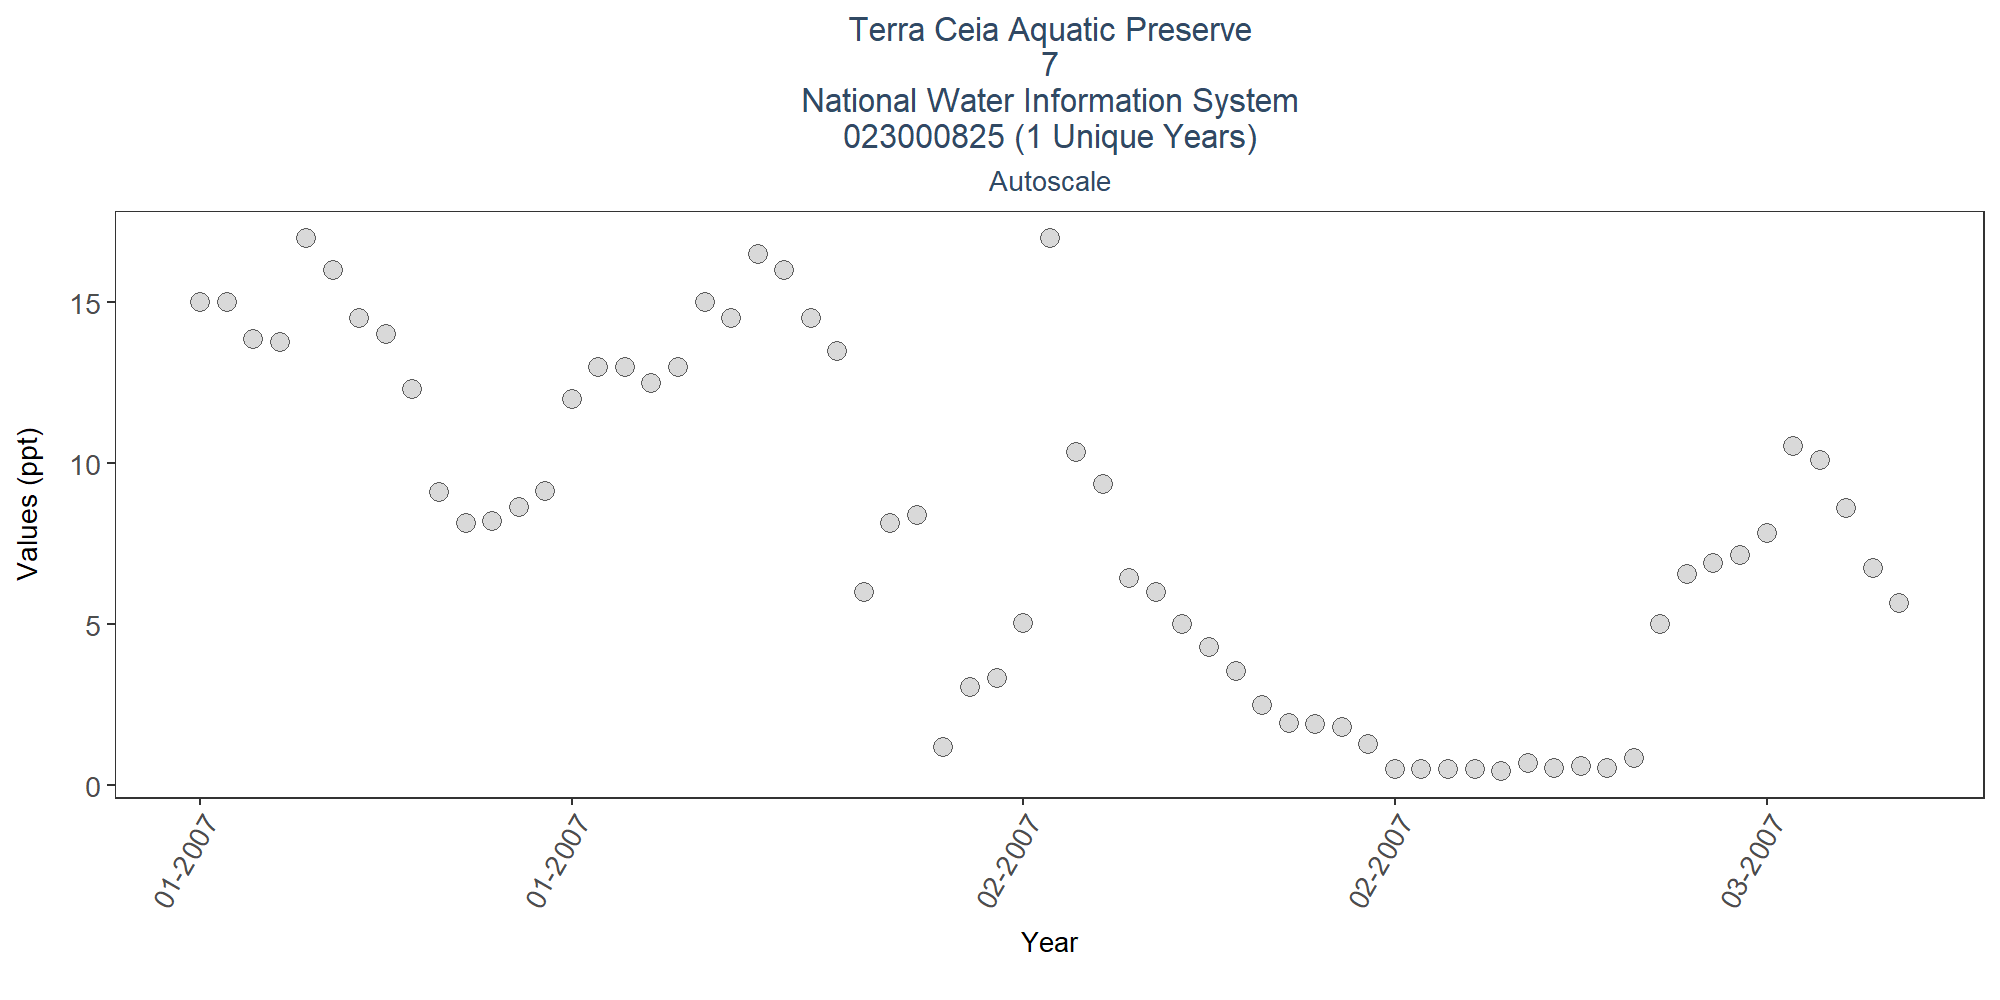 Terra Ceia Aquatic Preserve
7
National Water Information System
023000825 (1 Unique Years)
Autoscale
Values (ppt)
15
10
5
0
01-2007
01-2007
02-2007
02-2007
03-2007
Year